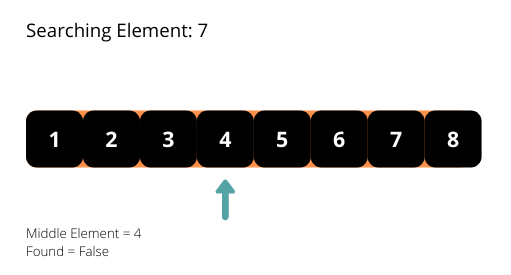 Searching Element: 7
1 2 3 4 5 6 7 8
Middle Element = 4
Found = False